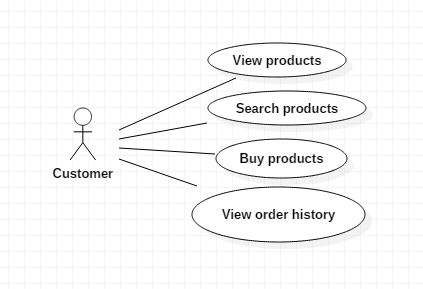 View products
Search products
Buy products
Customer
View order history